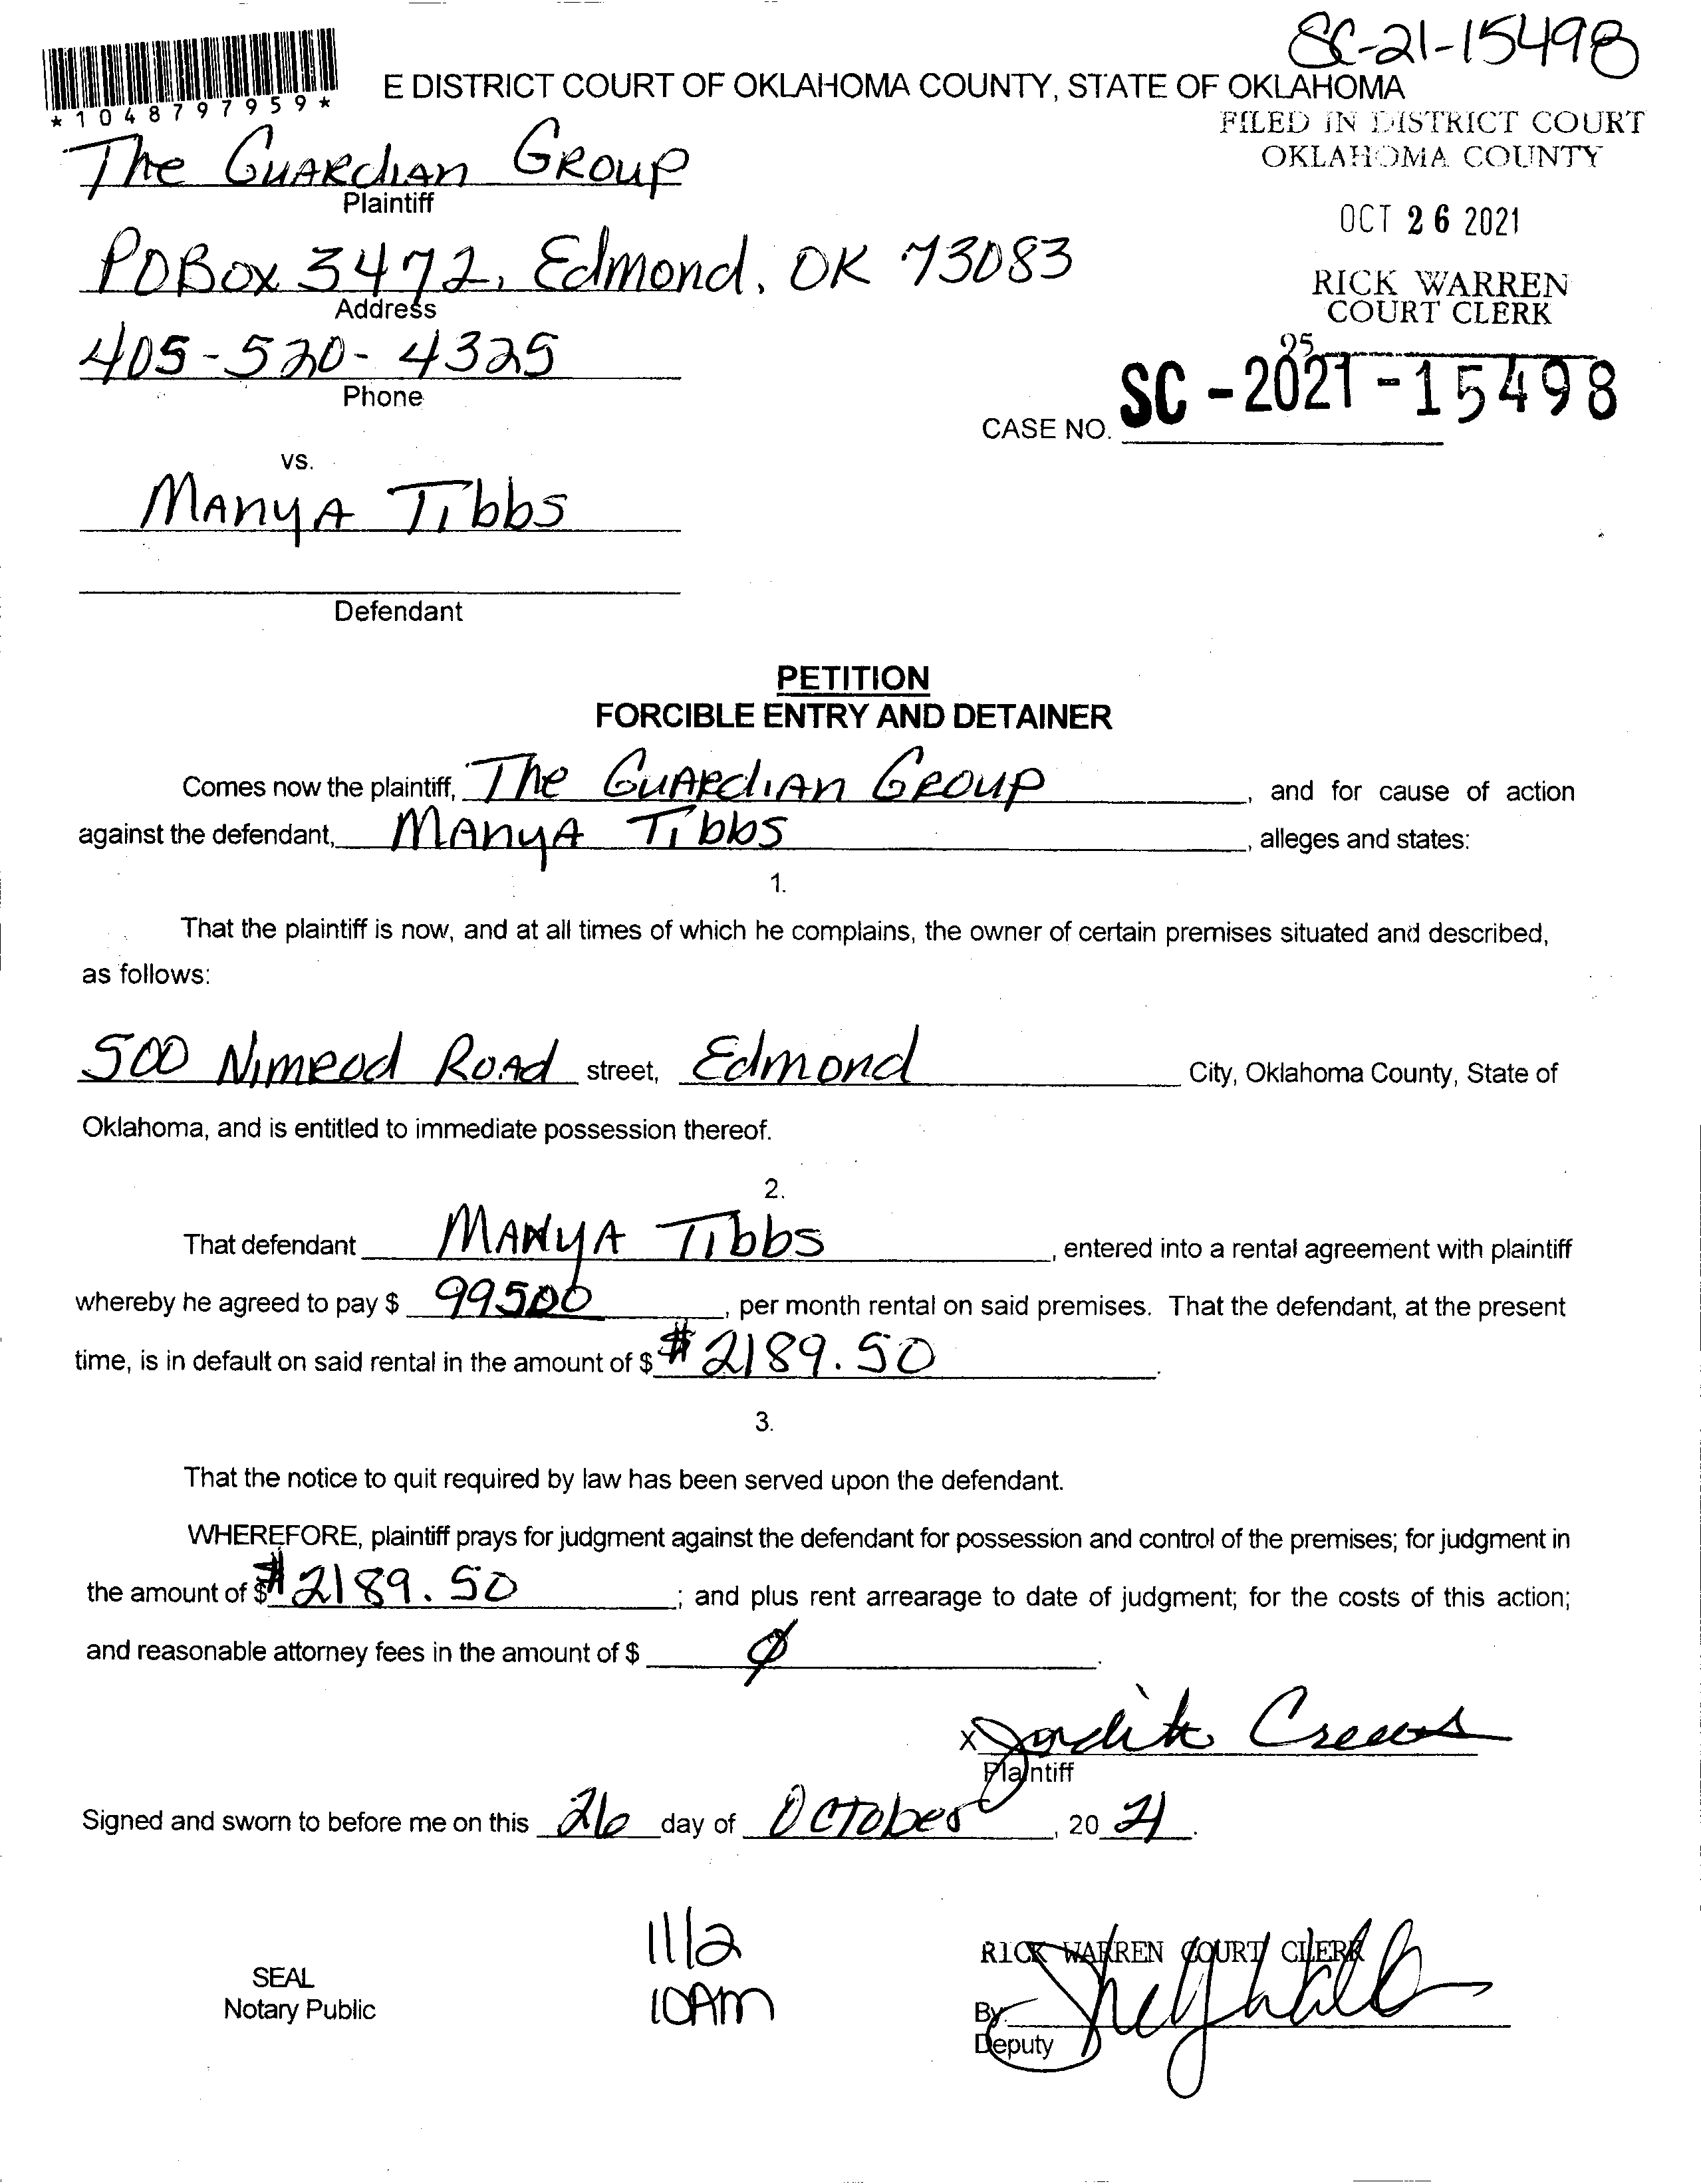 SC-21-15498
E DISTRICT COURT OF OKLAHOMA COUNTY, STATE OF OKLAHOMA
*1048797959*
FILED IN DISTRICT COURT
OKLAHOMA COUNTY
The Guardian Group
Plaintiff
OCT 26 2021
PO Box 3472, Edmond, OK 73083
Address
RICK WARREN
COURT CLERK
405-520-4325
Phone
95
CASE NO. SC-2021-15498
vs.
Manya Tibbs
Defendant
PETITION
FORCIBLE ENTRY AND DETAINER
Comes now the plaintiff, The Guardian Group, and for cause of action
against the defendant, Manya Tibbs, alleges and states:
1.
That the plaintiff is now, and at all times of which he complains, the owner of certain premises situated and described,
as follows:
500 Nimrod Road street, Edmond City, Oklahoma County, State of
Oklahoma, and is entitled to immediate possession thereof.
2.
That defendant Manya Tibbs, entered into a rental agreement with plaintiff
whereby he agreed to pay $ 99500, per month rental on said premises. That the defendant, at the present
time, is in default on said rental in the amount of $ #2189.50.
3.
That the notice to quit required by law has been served upon the defendant.
WHEREFORE, plaintiff prays for judgment against the defendant for possession and control of the premises; for judgment in
the amount of $ #2189.50; and plus rent arrearage to date of judgment; for the costs of this action;
and reasonable attorney fees in the amount of $ ∅.
X Judith Crews
Plaintiff
Signed and sworn to before me on this 26 day of October, 20 21.
11/2
10AM
SEAL
Notary Public
RICK WARREN COURT CLERK
By
Deputy